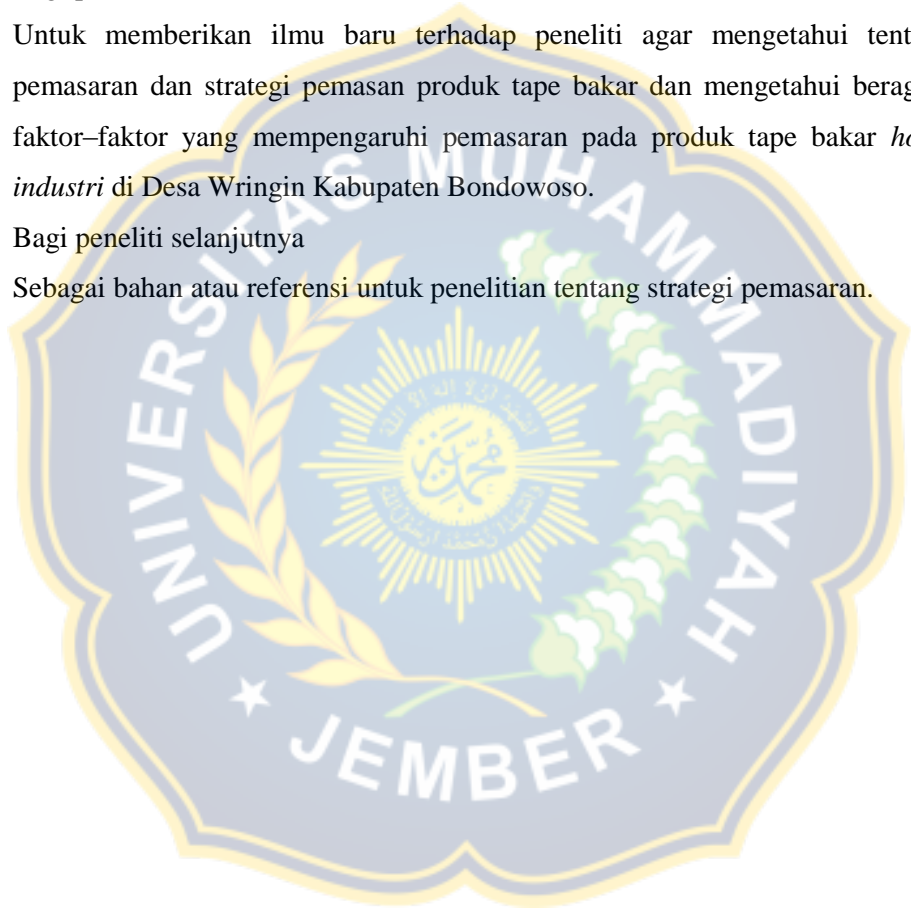 Untuk memberikan ilmu baru terhadap peneliti agar mengetahui tent
pemasaran dan strategi pemasan produk tape bakar dan mengetahui berag
faktor–faktor yang mempengaruhi pemasaran pada produk tape bakar ho
industri di Desa Wringin Kabupaten Bondowoso.
Bagi peneliti selanjutnya
Sebagai bahan atau referensi untuk penelitian tentang strategi pemasaran.
UNIVERSITAS MUHAMMADIYAH
JEMBER
محمد